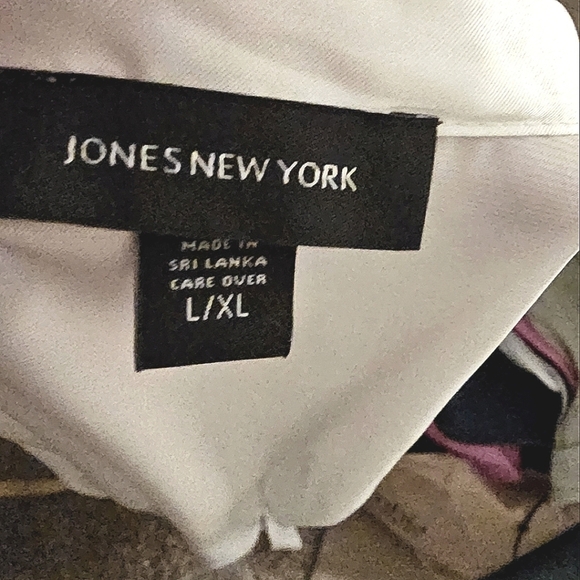 JONES NEW YORK
MADE IN
SRI LANKA
CARE OVER
L/XL